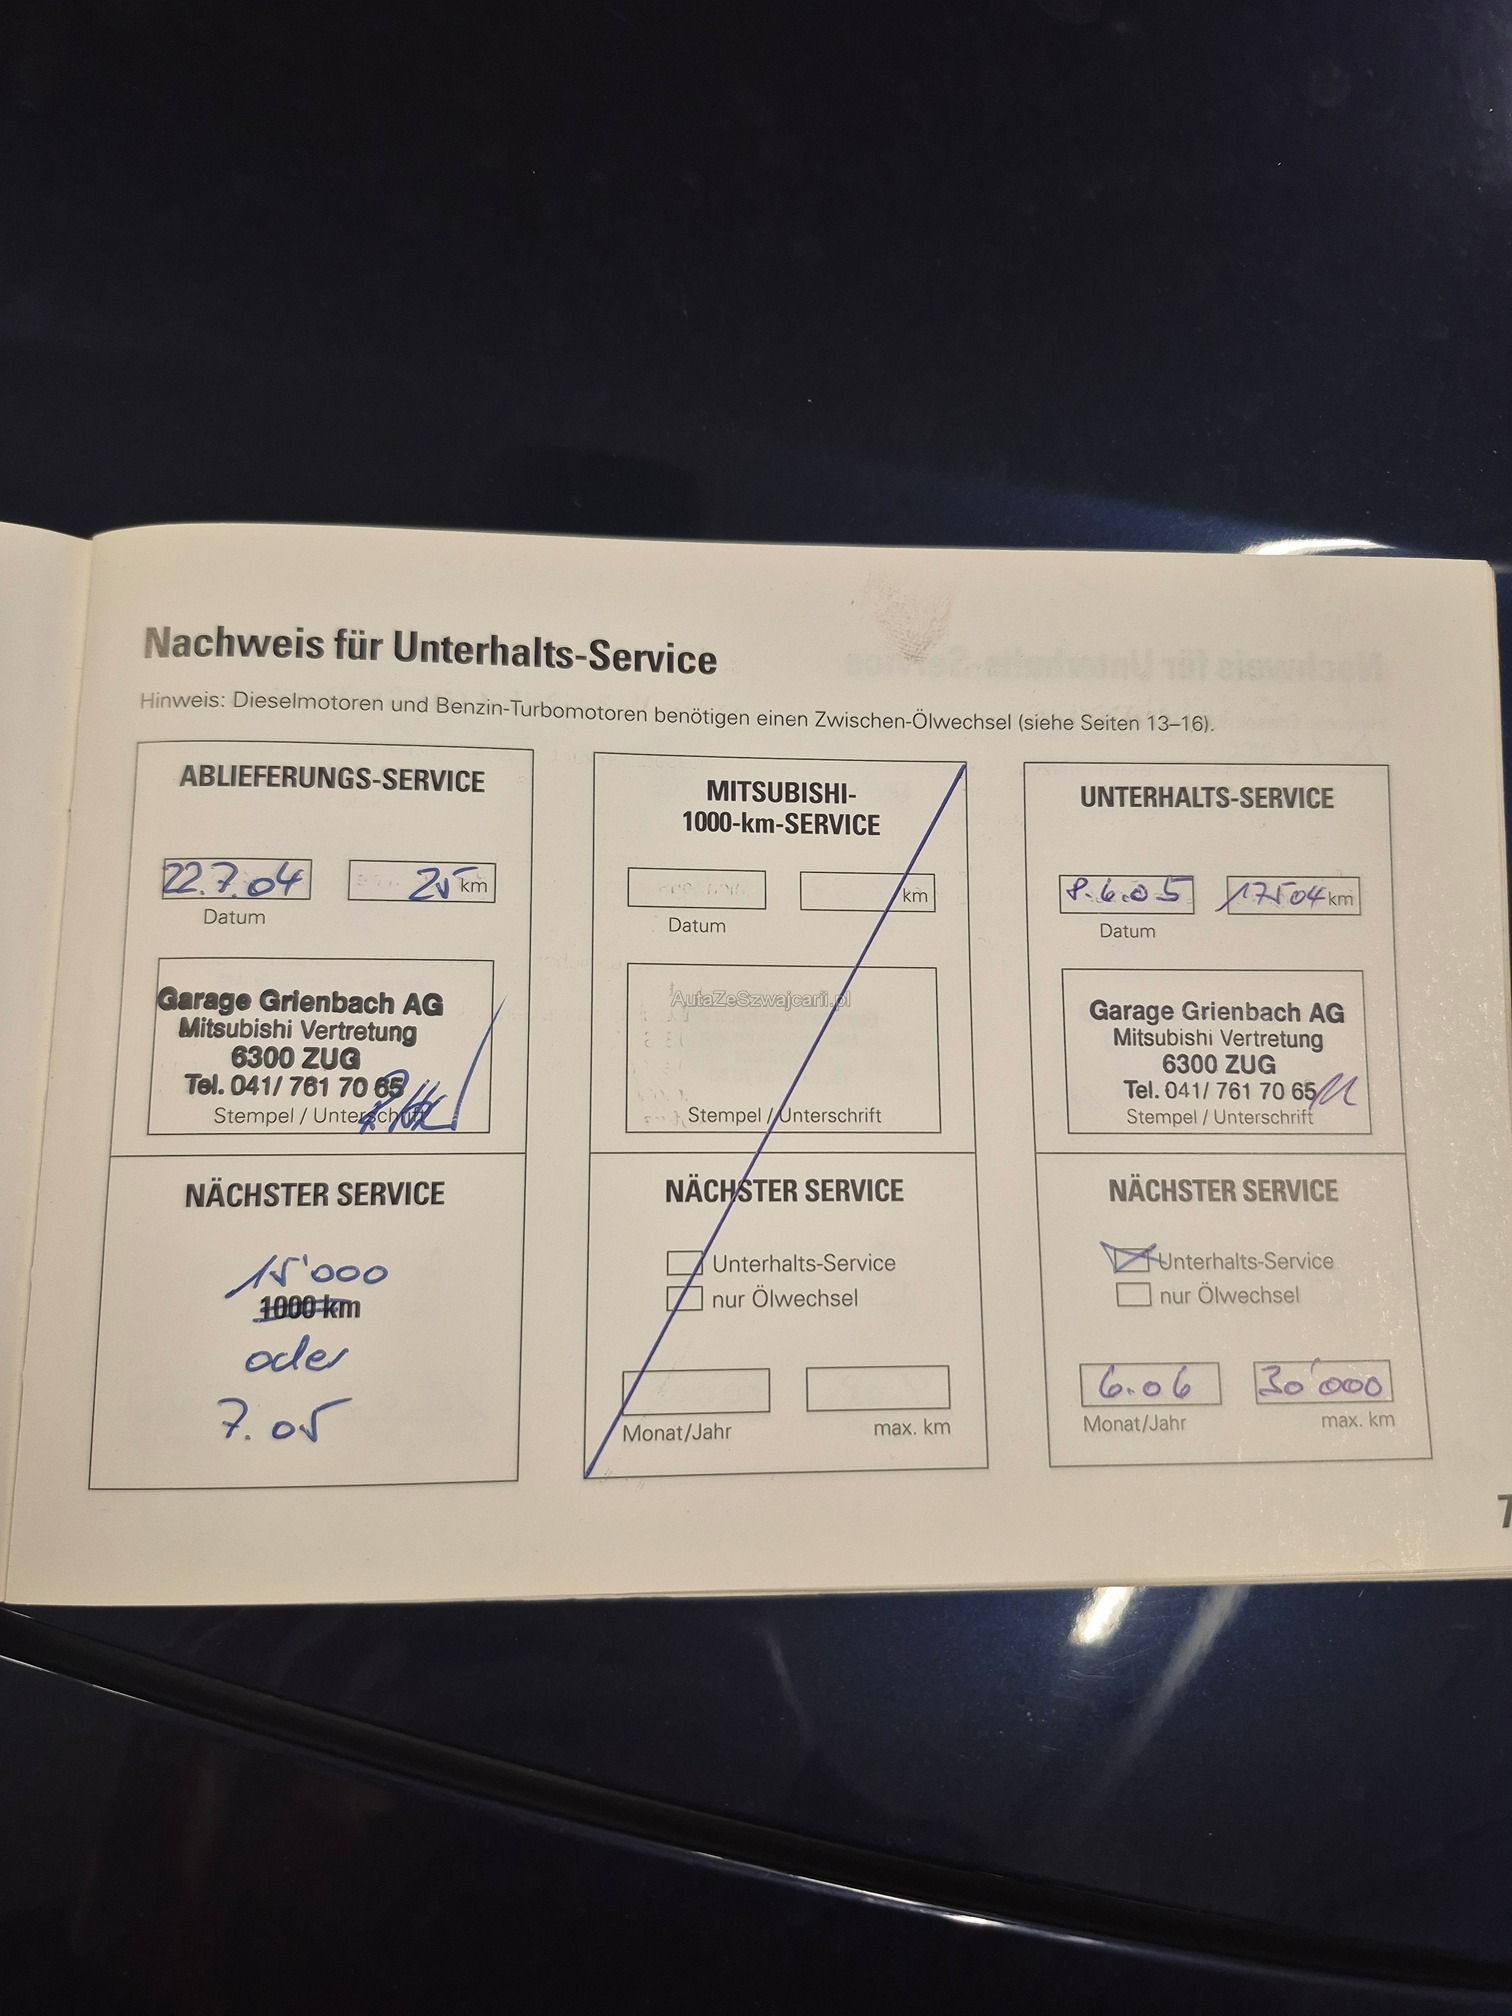 Nachweis für Unterhalts-Service
Hinweis: Dieselmotoren und Benzin-Turbomotoren benötigen einen Zwischen-Ölwechsel (siehe Seiten 13–16).
ABLIEFERUNGS-SERVICE
22.7.04 25 km
Datum
Garage Grienbach AG
Mitsubishi Vertretung
6300 ZUG
Tel. 041/ 761 70 65
Stempel / Unterschrift
NÄCHSTER SERVICE
15'000
1000 km
oder
7.05
MITSUBISHI-
1000-km-SERVICE
km
Datum
AutaZeSzwajcarii.pl
Stempel / Unterschrift
NÄCHSTER SERVICE
Unterhalts-Service
nur Ölwechsel
Monat/Jahr max. km
UNTERHALTS-SERVICE
8.6.05 17504 km
Datum
Garage Grienbach AG
Mitsubishi Vertretung
6300 ZUG
Tel. 041/ 761 70 65
Stempel / Unterschrift
NÄCHSTER SERVICE
Unterhalts-Service
nur Ölwechsel
6.06 30'000
Monat/Jahr max. km
7